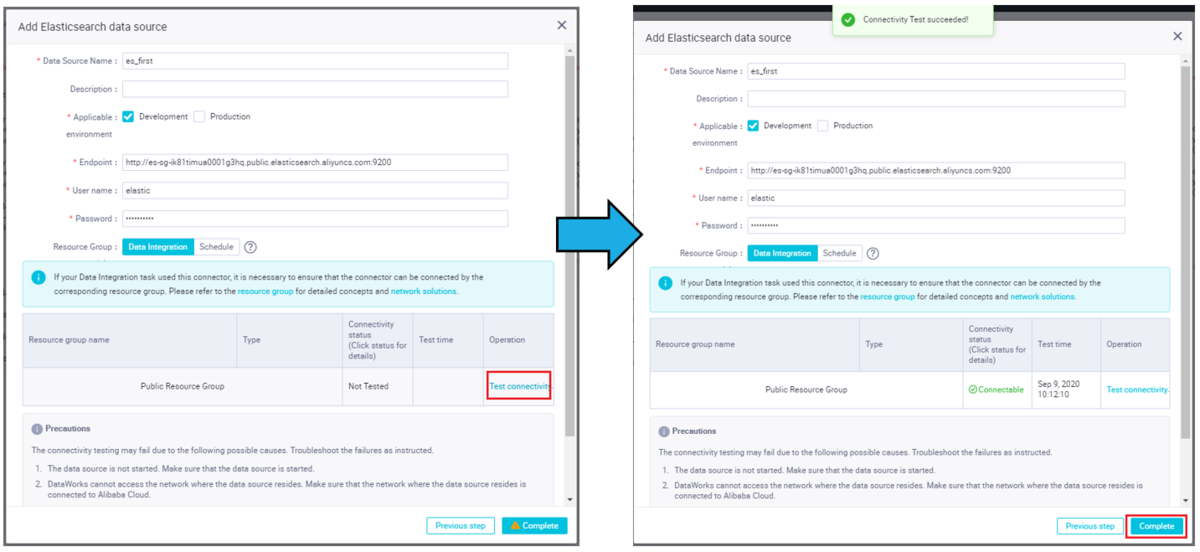 Add Elasticsearch data source
* Data Source Name : es_first
Description :
* Applicable : Development Production
environment
* Endpoint : http://es-sg-ik81timua0001g3hq.public.elasticsearch.aliyuncs.com:9200
* User name : elastic
* Password : ••••••••••
Resource Group : Data Integration Schedule ?
If your Data Integration task used this connector, it is necessary to ensure that the connector can be connected by the
corresponding resource group. Please refer to the resource group for detailed concepts and network solutions.
Resource group name Type Connectivity status (Click status for details) Test time Operation
Public Resource Group Not Tested Test connectivity
Precautions
The connectivity testing may fail due to the following possible causes. Troubleshoot the failures as instructed.
1. The data source is not started. Make sure that the data source is started.
2. DataWorks cannot access the network where the data source resides. Make sure that the network where the data source resides is
connected to Alibaba Cloud.
Previous step Complete
Connectivity Test succeeded!
Add Elasticsearch data source
* Data Source Name : es_first
Description :
* Applicable : Development Production
environment
* Endpoint : http://es-sg-ik81timua0001g3hq.public.elasticsearch.aliyuncs.com:9200
* User name : elastic
* Password : ••••••••••
Resource Group : Data Integration Schedule ?
If your Data Integration task used this connector, it is necessary to ensure that the connector can be connected by the
corresponding resource group. Please refer to the resource group for detailed concepts and network solutions.
Resource group name Type Connectivity status (Click status for details) Test time Operation
Public Resource Group Connectable Sep 9, 2020 10:12:10 Test connectivity
Precautions
The connectivity testing may fail due to the following possible causes. Troubleshoot the failures as instructed.
1. The data source is not started. Make sure that the data source is started.
2. DataWorks cannot access the network where the data source resides. Make sure that the network where the data source resides is
connected to Alibaba Cloud.
Previous step Complete